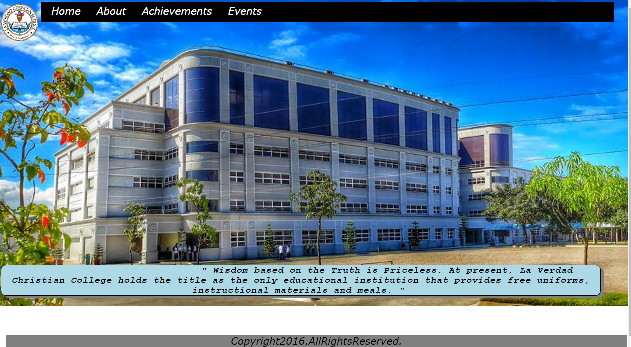 Home About Achievements Events
" Wisdom based on the Truth is Priceless. At present, La Verdad
Christian College holds the title as the only educational institution that provides free uniforms,
instructional materials and meals. "
Copyright2016.AllRightsReserved.